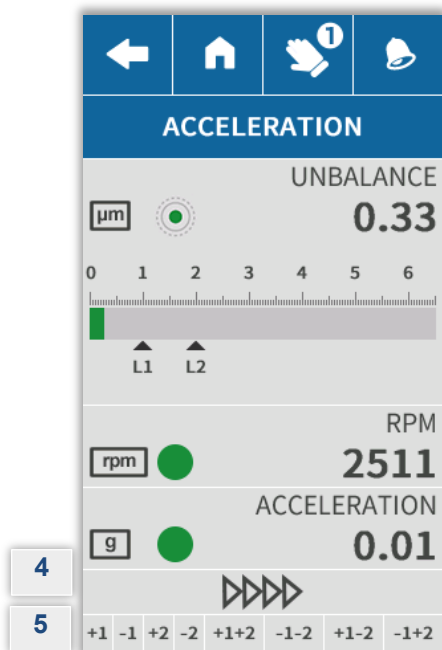 1
ACCELERATION
UNBALANCE
µm 0.33
0 1 2 3 4 5 6
L1 L2
RPM
rpm 2511
ACCELERATION
g 0.01
4
5 +1 -1 +2 -2 +1+2 -1-2 +1-2 -1+2